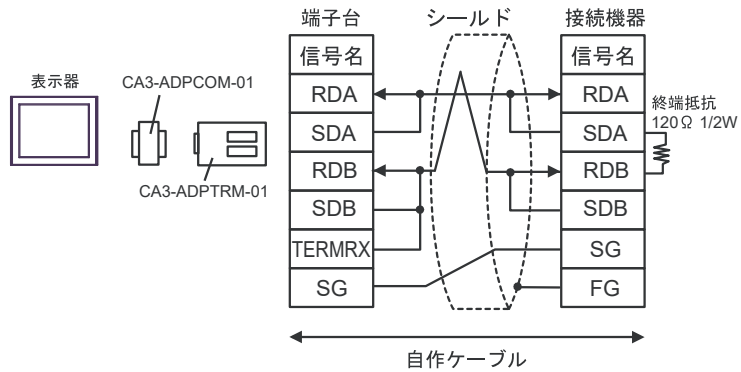 端子台
シールド
接続機器
信号名
信号名
表示器
CA3-ADPCOM-01
RDA
RDA
終端抵抗
120Ω 1/2W
SDA
SDA
RDB
RDB
CA3-ADPTRM-01
SDB
SDB
TERMRX
SG
SG
FG
自作ケーブル